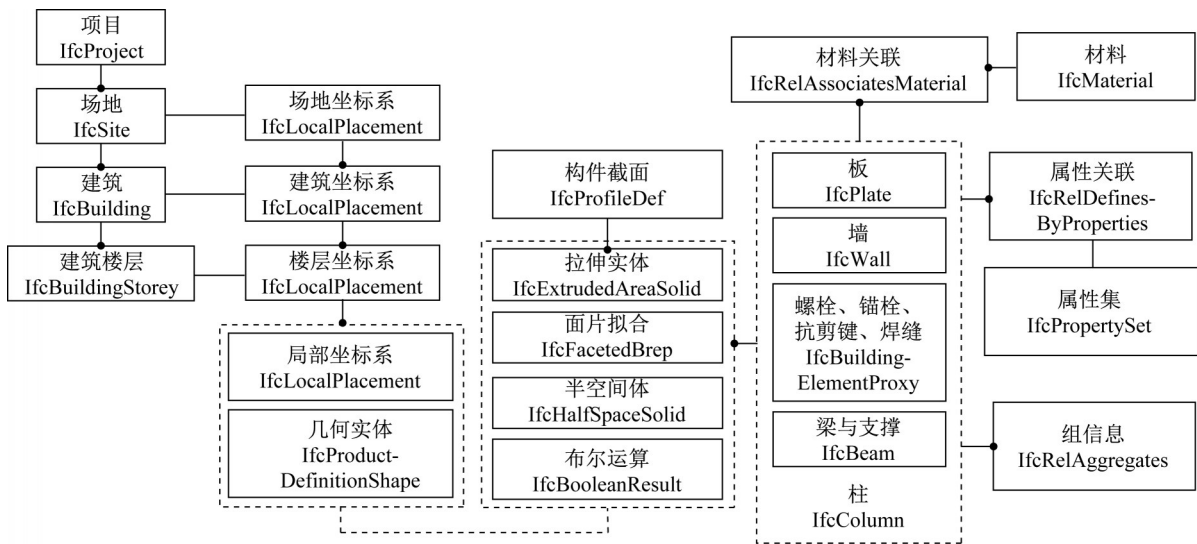 项目
IfcProject
场地
IfcSite
建筑
IfcBuilding
建筑楼层
IfcBuildingStorey
场地坐标系
IfcLocalPlacement
建筑坐标系
IfcLocalPlacement
楼层坐标系
IfcLocalPlacement
局部坐标系
IfcLocalPlacement
几何实体
IfcProduct-
DefinitionShape
构件截面
IfcProfileDef
拉伸实体
IfcExtrudedAreaSolid
面片拟合
IfcFacetedBrep
半空间体
IfcHalfSpaceSolid
布尔运算
IfcBooleanResult
材料关联
IfcRelAssociatesMaterial
材料
IfcMaterial
板
IfcPlate
墙
IfcWall
螺栓、锚栓、
抗剪键、焊缝
IfcBuilding-
ElementProxy
梁与支撑
IfcBeam
柱
IfcColumn
属性关联
IfcRelDefines-
ByProperties
属性集
IfcPropertySet
组信息
IfcRelAggregates